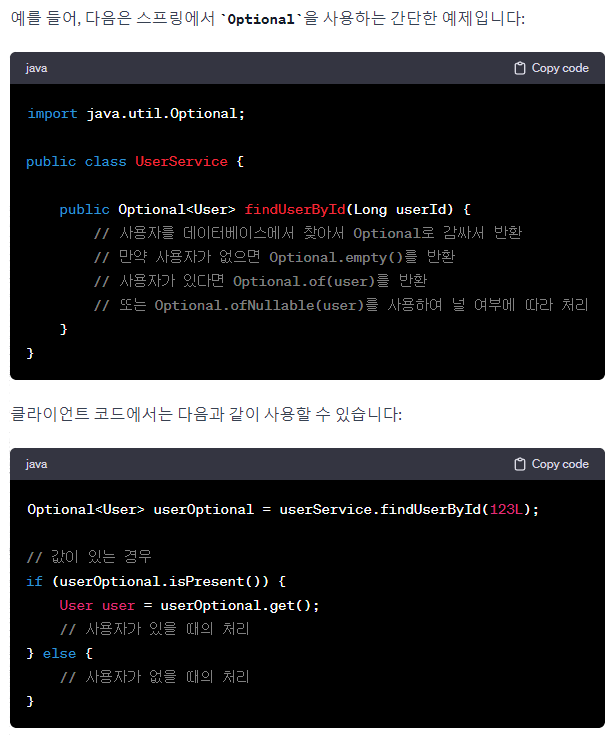 예를 들어, 다음은 스프링에서 `Optional`을 사용하는 간단한 예제입니다:
java Copy code
import java.util.Optional;
public class UserService {
    public Optional<User> findUserById(Long userId) {
        // 사용자를 데이터베이스에서 찾아서 Optional로 감싸서 반환
        // 만약 사용자가 없으면 Optional.empty()를 반환
        // 사용자가 있다면 Optional.of(user)를 반환
        // 또는 Optional.ofNullable(user)를 사용하여 널 여부에 따라 처리
    }
}
클라이언트 코드에서는 다음과 같이 사용할 수 있습니다:
java Copy code
Optional<User> userOptional = userService.findUserById(123L);
// 값이 있는 경우
if (userOptional.isPresent()) {
    User user = userOptional.get();
    // 사용자가 있을 때의 처리
} else {
    // 사용자가 없을 때의 처리
}